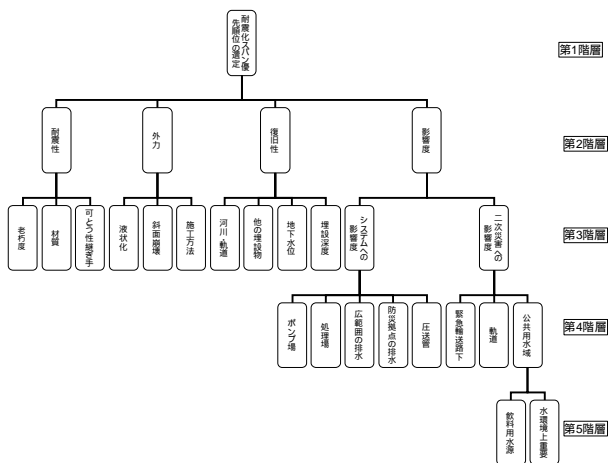 耐震化スパン優
先順位の選定
第1階層
耐震性
外力
復旧性
影響度
第2階層
老朽度
材質
可とう性継ぎ手
液状化
斜面崩壊
施工方法
河川・軌道
他の埋設物
地下水位
埋設深度
システムへの
影響度
二次災害への
影響度
第3階層
ポンプ場
処理場
広範囲の排水
防災拠点の排水
圧送管
緊急輸送路下
軌道
公共用水域
第4階層
飲料用水源
水環境上重要
第5階層